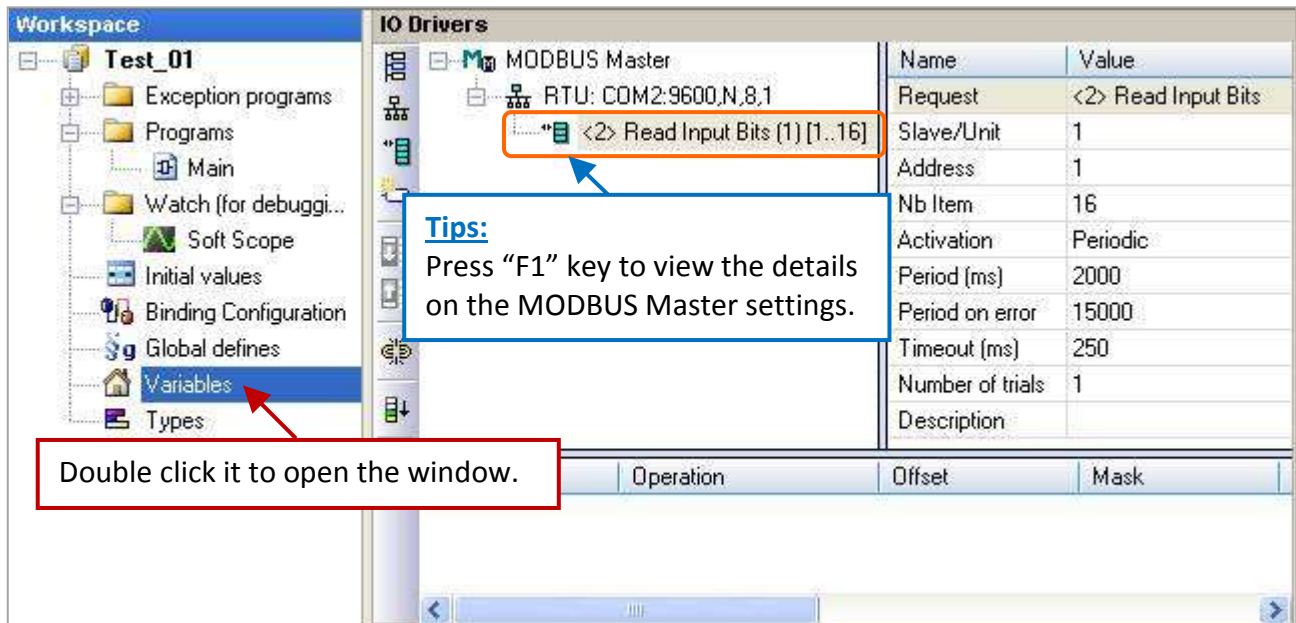 Workspace
Test_01
Exception programs
Programs
Main
Watch (for debuggi...
Soft Scope
Initial values
Binding Configuration
Global defines
Variables
Types
Double click it to open the window.
IO Drivers
MODBUS Master
RTU: COM2:9600,N,8,1
<2> Read Input Bits (1) [1..16]
Tips:
Press “F1” key to view the details
on the MODBUS Master settings.
Name Value
Request <2> Read Input Bits
Slave/Unit 1
Address 1
Nb Item 16
Activation Periodic
Period (ms) 2000
Period on error 15000
Timeout (ms) 250
Number of trials 1
Description
Operation Offset Mask